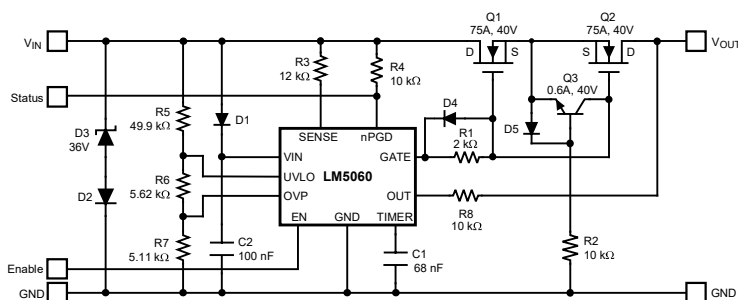 Q1
75A, 40V
Q2
75A, 40V
VIN
VOUT
D
S
S
D
R3
12 kΩ
R4
10 kΩ
Q3
0.6A, 40V
Status
R5
49.9 kΩ
D1
D4
D5
D3
36V
SENSE
nPGD
R1
2 kΩ
VIN
GATE
UVLO
LM5060
R6
5.62 kΩ
OVP
OUT
D2
EN
GND
TIMER
R8
10 kΩ
R7
5.11 kΩ
C2
100 nF
C1
68 nF
R2
10 kΩ
Enable
GND
GND